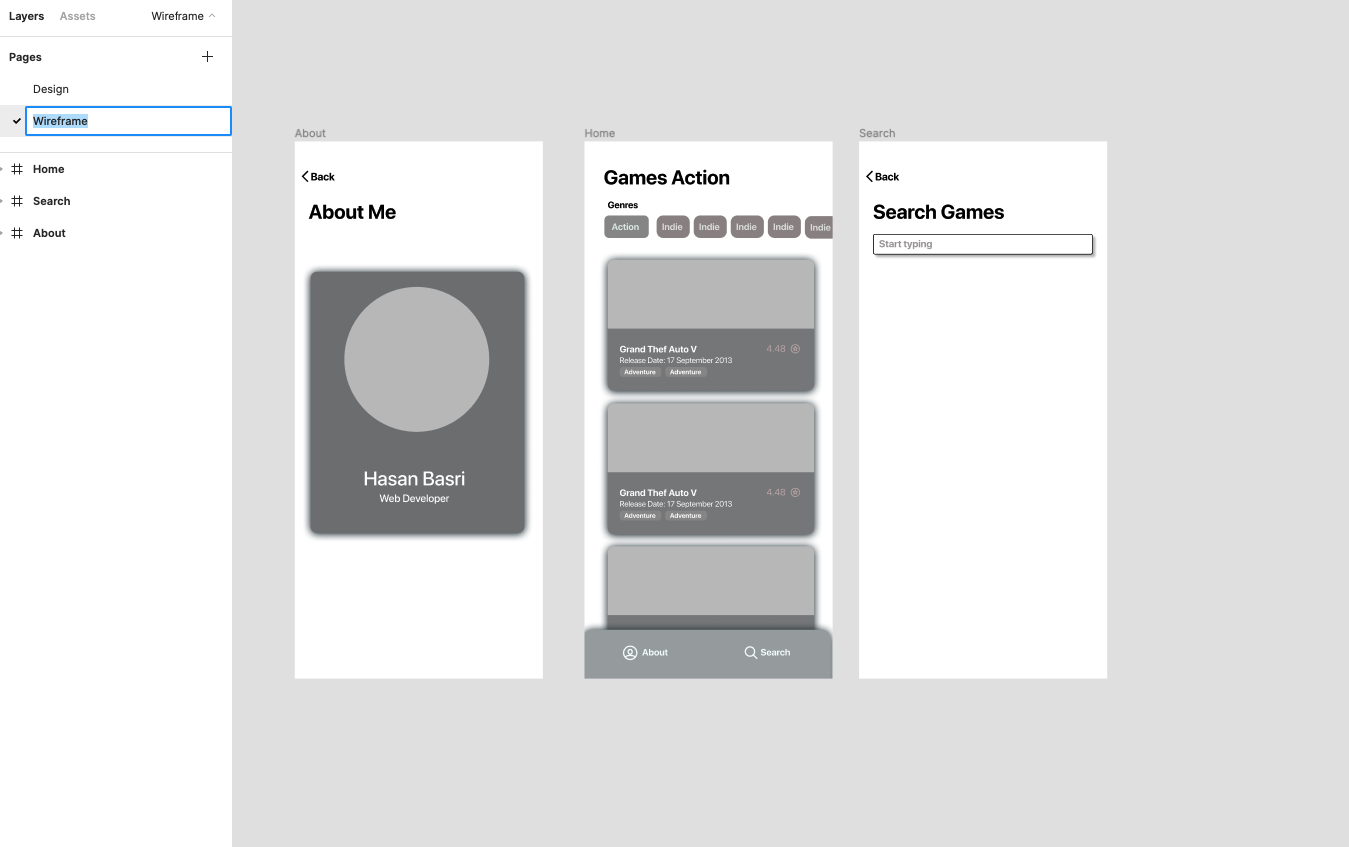 Layers Assets Wireframe
Pages
Design
Wireframe
Home
Search
About
About
Back
About Me
Hasan Basri
Web Developer
Home
Games Action
Genres
Action Indie Indie Indie Indie Indie
Grand Thef Auto V 4.48
Release Date: 17 September 2013
Adventure Adventure
Grand Thef Auto V 4.48
Release Date: 17 September 2013
Adventure Adventure
About Search
Search
Back
Search Games
Start typing